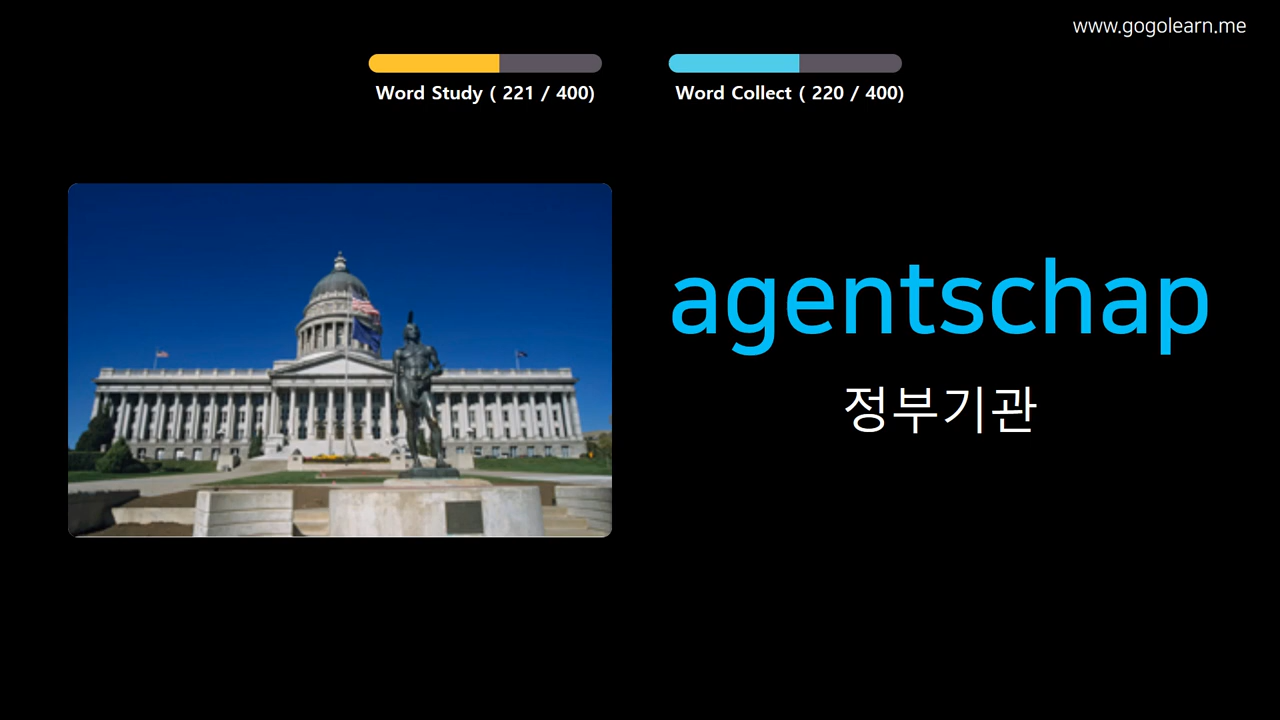 www.gogolearn.me
Word Study ( 221 / 400)
Word Collect ( 220 / 400)
agentschap
정부기관